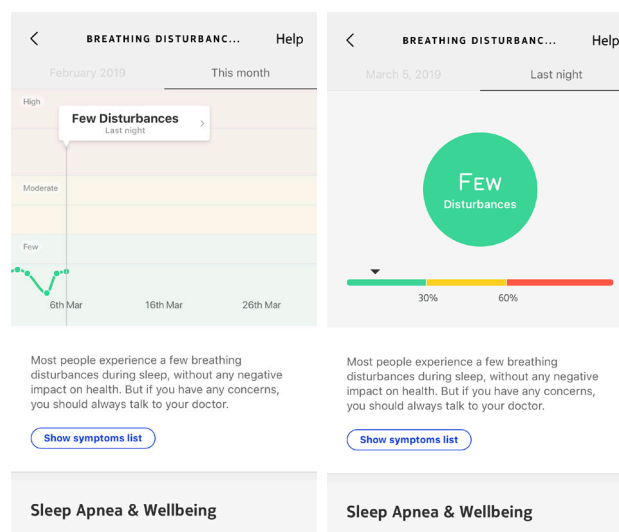 BREATHING DISTURBANC...
Help
February 2019
This month
High
Few Disturbances
Last night
Moderate
Few
6th Mar
16th Mar
26th Mar
Most people experience a few breathing
disturbances during sleep, without any negative
impact on health. But if you have any concerns,
you should always talk to your doctor.
Show symptoms list
Sleep Apnea & Wellbeing
BREATHING DISTURBANC...
Help
March 5, 2019
Last night
FEW
Disturbances
30%
60%
Most people experience a few breathing
disturbances during sleep, without any negative
impact on health. But if you have any concerns,
you should always talk to your doctor.
Show symptoms list
Sleep Apnea & Wellbeing